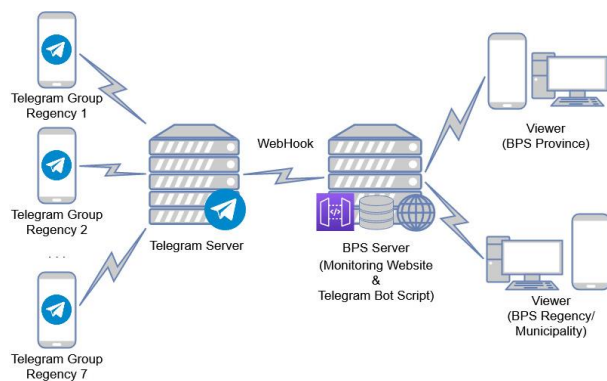 Telegram Group
Regency 1
Telegram Group
Regency 2
. . .
Telegram Group
Regency 7
Telegram Server
WebHook
BPS Server
(Monitoring Website
&
Telegram Bot Script)
Viewer
(BPS Province)
Viewer
(BPS Regency/
Municipality)